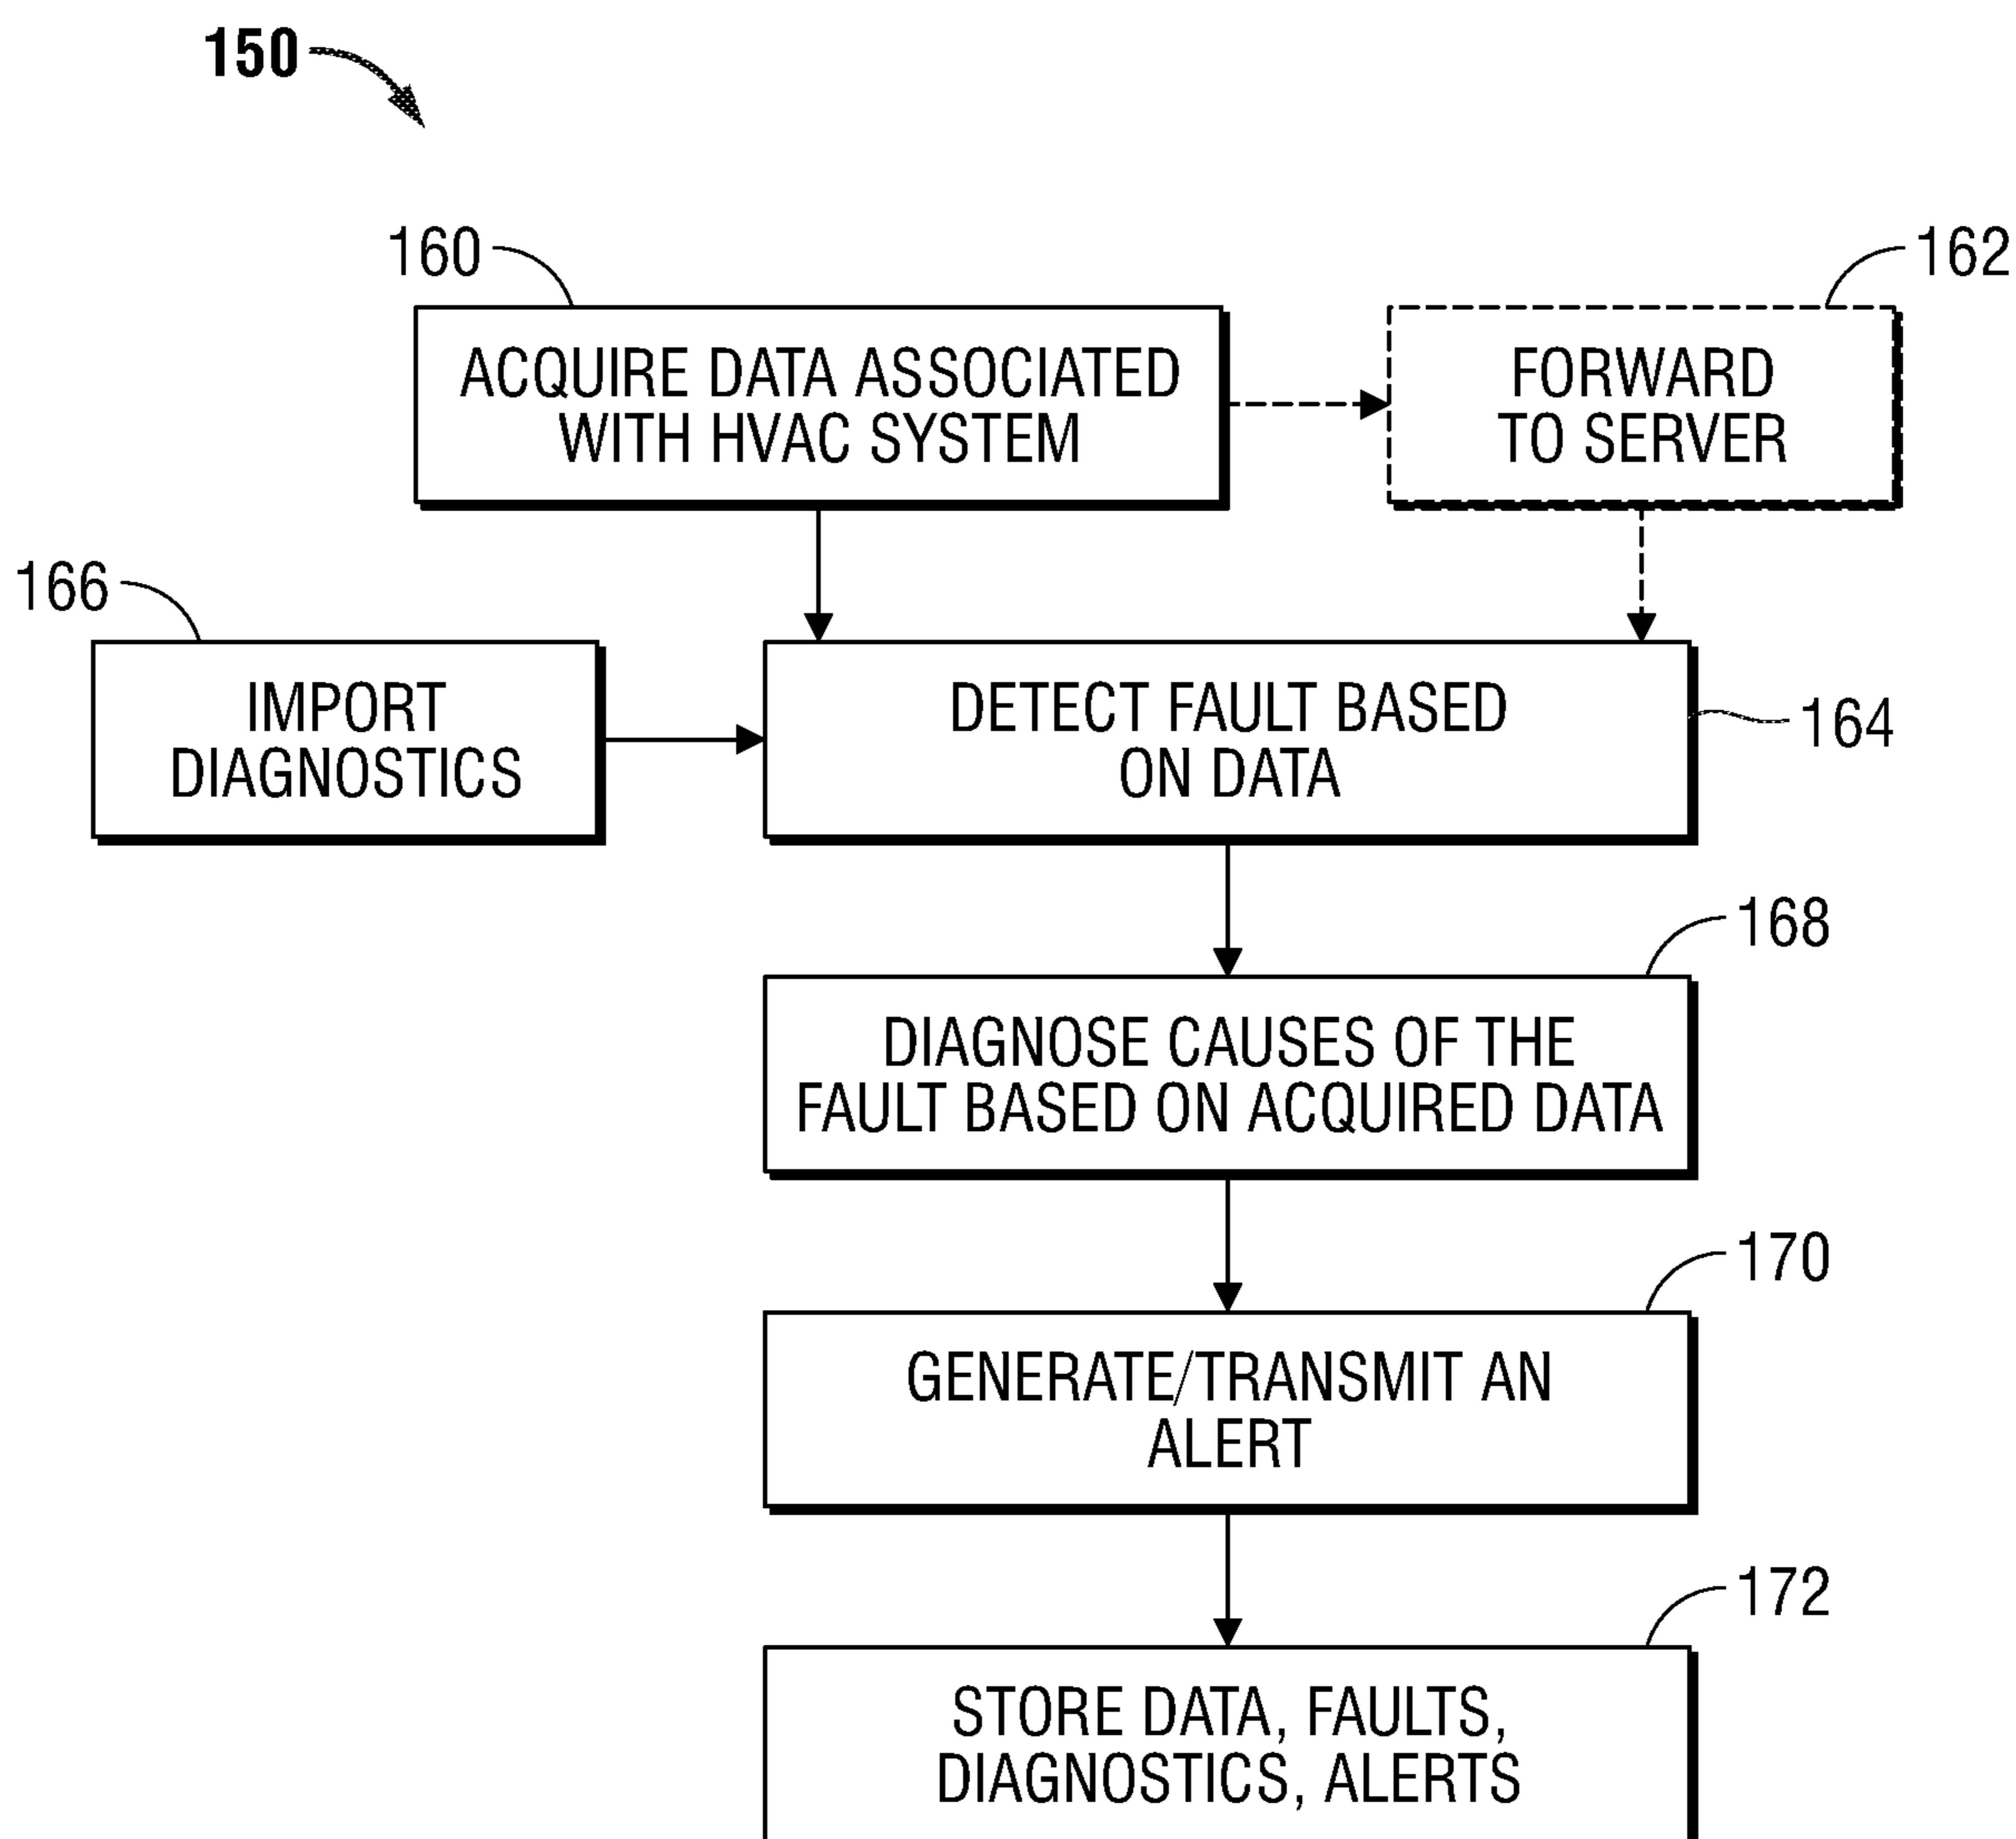 150
160
162
ACQUIRE DATA ASSOCIATED
WITH HVAC SYSTEM
FORWARD
TO SERVER
166
IMPORT
DIAGNOSTICS
DETECT FAULT BASED
ON DATA
164
168
DIAGNOSE CAUSES OF THE
FAULT BASED ON ACQUIRED DATA
170
GENERATE/TRANSMIT AN
ALERT
172
STORE DATA, FAULTS,
DIAGNOSTICS, ALERTS